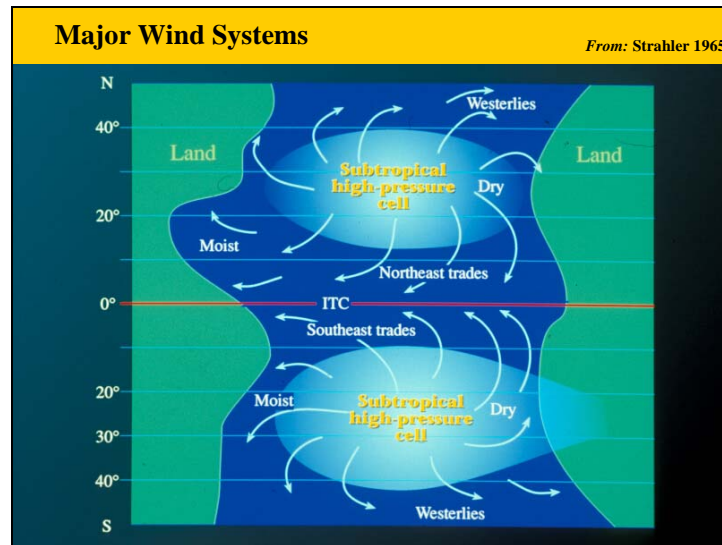 Major Wind Systems
From: Strahler 1965
N
Westerlies
40°
Land
Land
Subtropical
high-pressure
cell
Dry
20°
Moist
Northeast trades
0°
ITC
Southeast trades
20°
Moist
Subtropical
high-pressure
cell
Dry
30°
40°
Westerlies
S